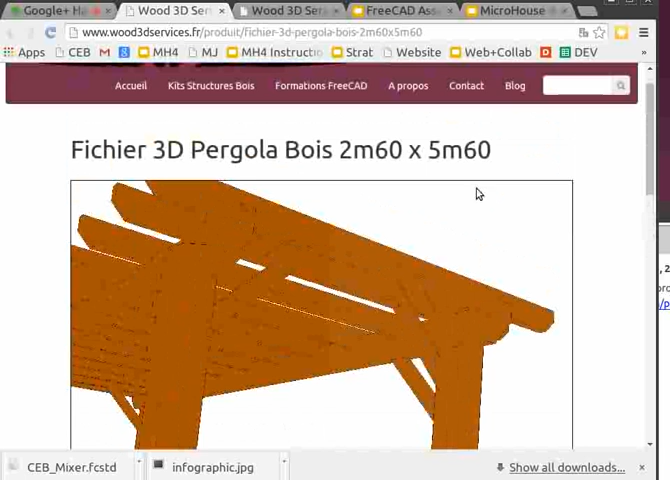 Google+ Ha
Wood 3D Ser
Wood 3D Ser
FreeCAD Ass
MicroHouse
www.wood3dservices.fr/produit/fichier-3d-pergola-bois-2m60x5m60
Apps
CEB
MH4
MJ
MH4 Instructio
Strat
Website
Web+Collab
DEV
Accueil
Kits Structures Bois
Formations FreeCAD
A propos
Contact
Blog
Fichier 3D Pergola Bois 2m60 x 5m60
CEB_Mixer.fcstd
infographic.jpg
Show all downloads...